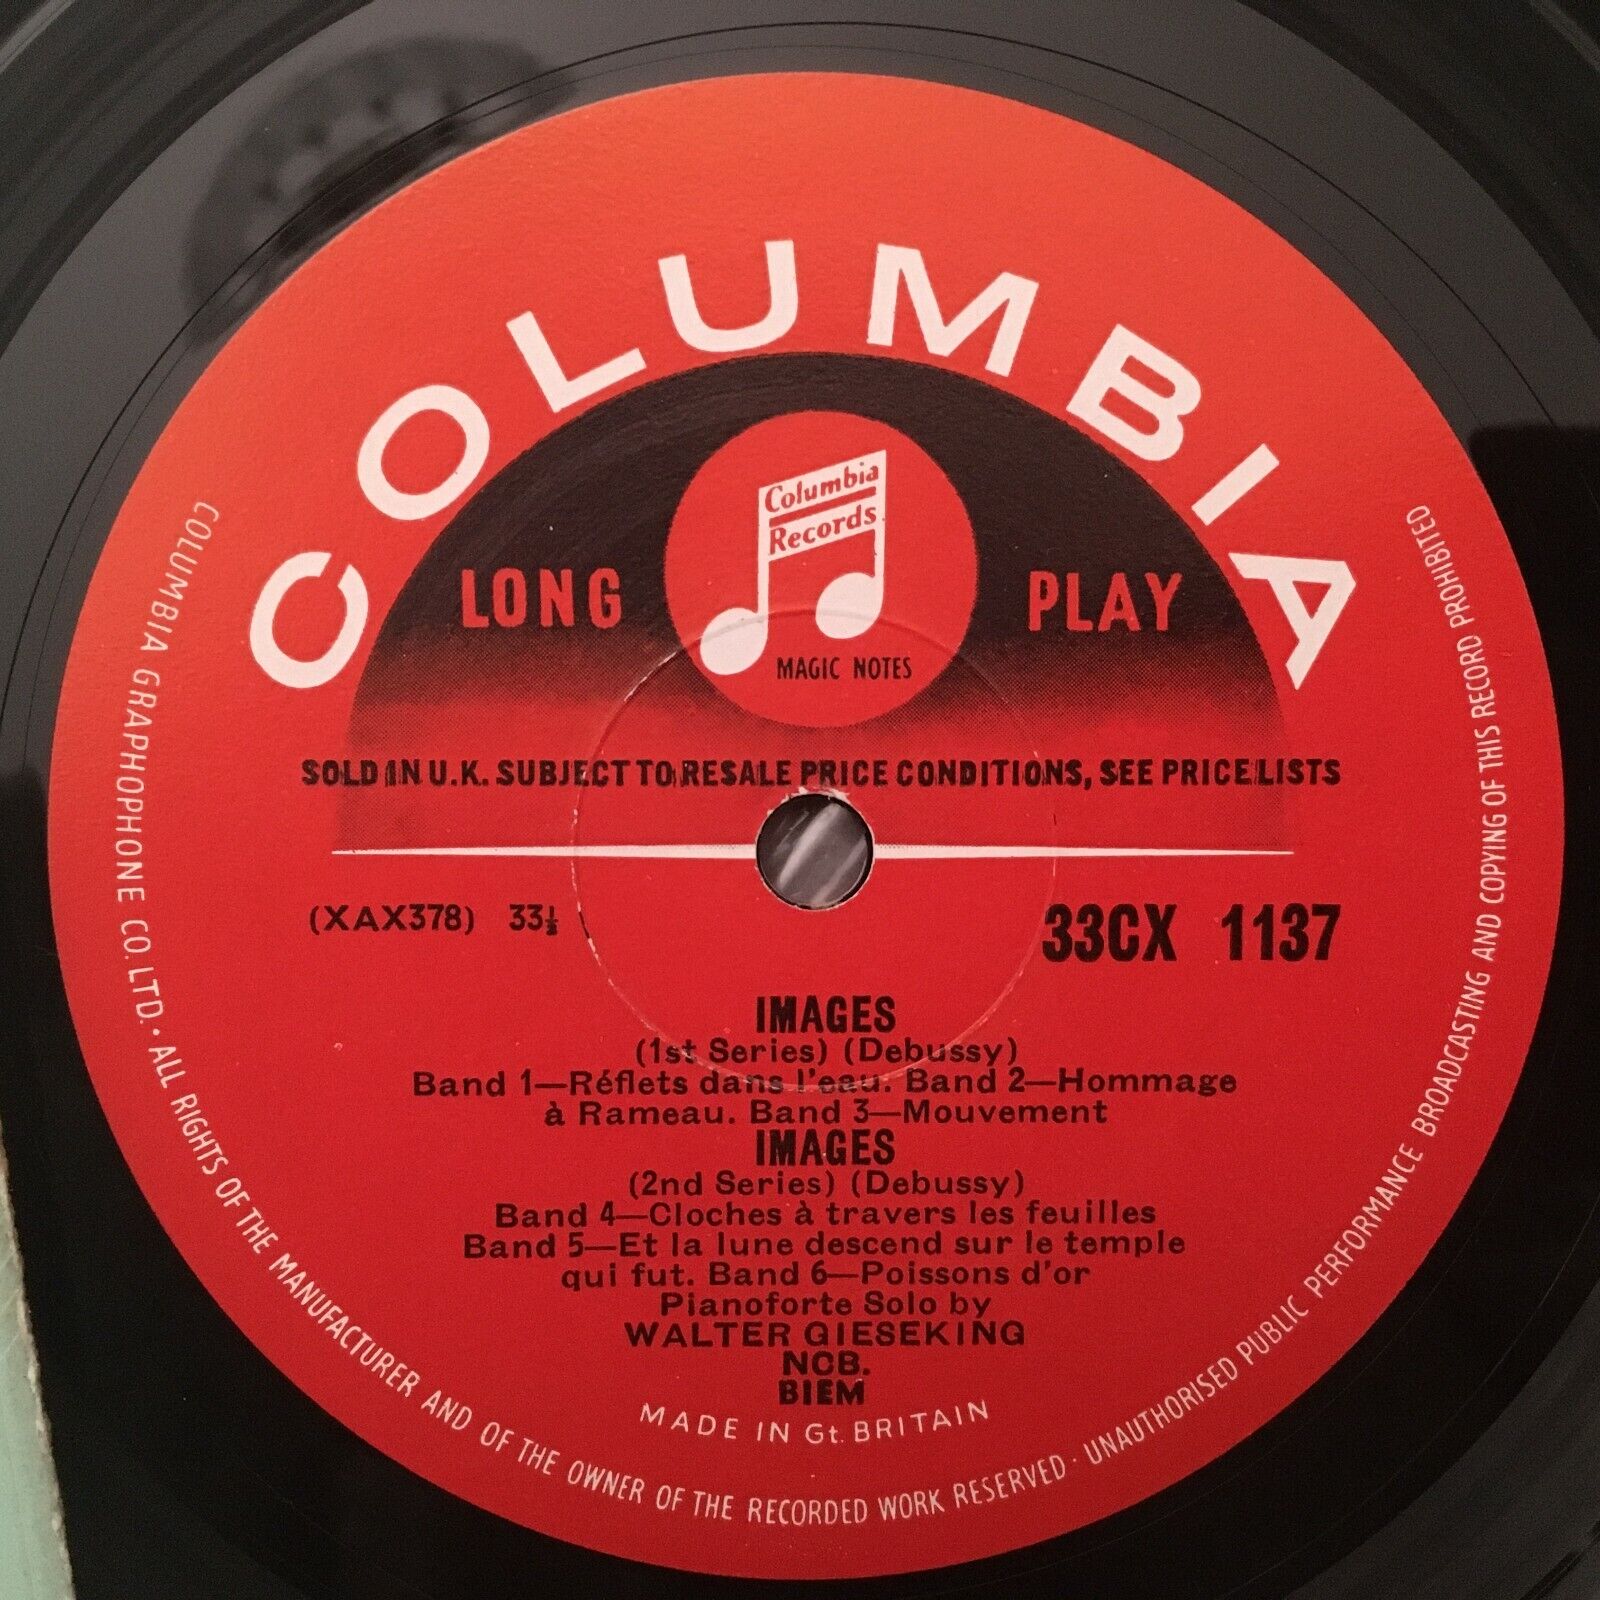 COLUMBIA
Columbia
Records
LONG PLAY
MAGIC NOTES
SOLD IN U.K. SUBJECT TO RESALE PRICE CONDITIONS, SEE PRICE LISTS
(XAX378) 33⅓ 33CX 1137
IMAGES
(1st Series) (Debussy)
Band 1—Réflets dans l'eau. Band 2—Hommage
à Rameau. Band 3—Mouvement
IMAGES
(2nd Series) (Debussy)
Band 4—Cloches à travers les feuilles
Band 5—Et la lune descend sur le temple
qui fut. Band 6—Poissons d'or
Pianoforte Solo by
WALTER GIESEKING
NCB.
BIEM
MADE IN Gt. BRITAIN
COLUMBIA GRAPHOPHONE CO. LTD. · ALL RIGHTS OF THE MANUFACTURER AND OF THE OWNER OF THE RECORDED WORK RESERVED · UNAUTHORISED PUBLIC PERFORMANCE BROADCASTING AND COPYING OF THIS RECORD PROHIBITED